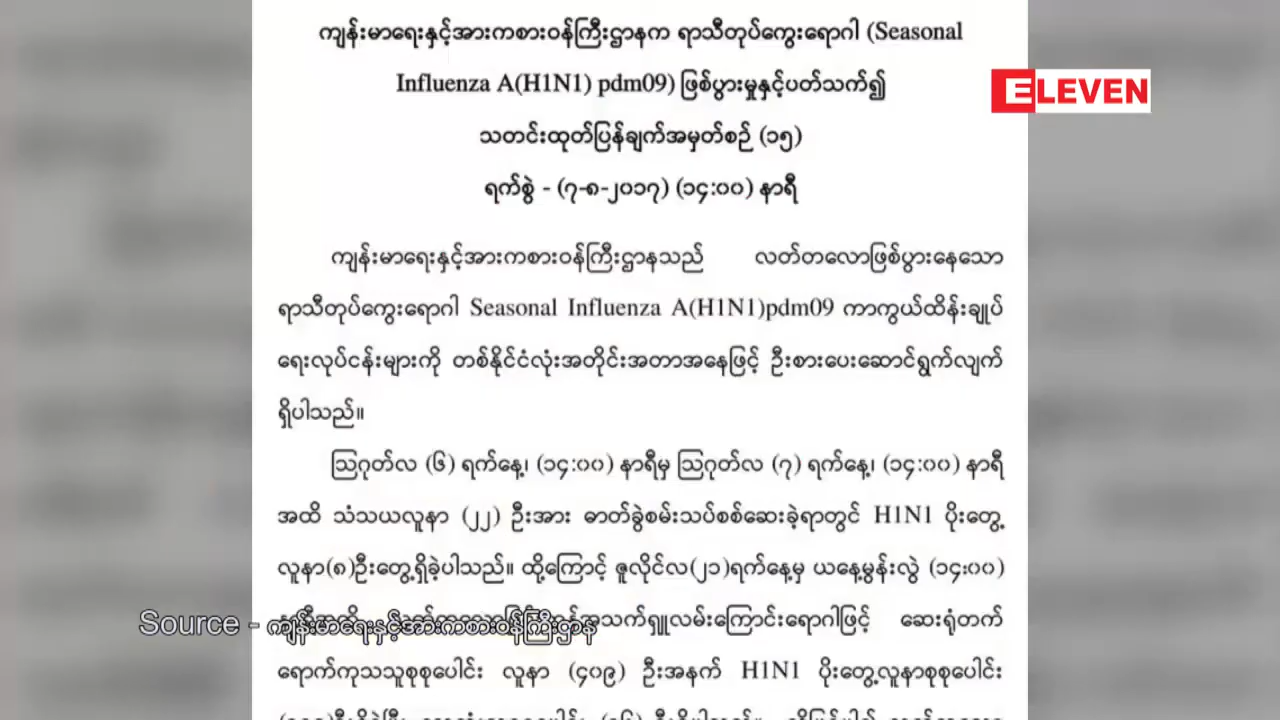 ကျန်းမာရေးနှင့်အားကစားဝန်ကြီးဌာနက ရာသီတုပ်ကွေးရောဂါ (Seasonal
Influenza A(H1N1) pdm09) ဖြစ်ပွားမှုနှင့်ပတ်သက်၍
ELEVEN
သတင်းထုတ်ပြန်ချက်အမှတ်စဉ် (၁၅)
ရက်စွဲ - (၇-၈-၂၀၁၇) (၁၄:၀၀) နာရီ
ကျန်းမာရေးနှင့်အားကစားဝန်ကြီးဌာနသည် လတ်တလောဖြစ်ပွားနေသော
ရာသီတုပ်ကွေးရောဂါ Seasonal Influenza A(H1N1)pdm09 ကာကွယ်ထိန်းချုပ်
ရေးလုပ်ငန်းများကို တစ်နိုင်ငံလုံးအတိုင်းအတာအနေဖြင့် ဦးစားပေးဆောင်ရွက်လျက်
ရှိပါသည်။
ဩဂုတ်လ (၆) ရက်နေ့၊ (၁၄:၀၀) နာရီမှ ဩဂုတ်လ (၇) ရက်နေ့၊ (၁၄:၀၀) နာရီ
အထိ သံသယလူနာ (၂၂) ဦးအား ဓာတ်ခွဲစမ်းသပ်စစ်ဆေးခဲ့ရာတွင် H1N1 ပိုးတွေ့
လူနာ(၈)ဦးတွေ့ရှိခဲ့ပါသည်။ ထို့ကြောင့် ဇူလိုင်လ(၂၁)ရက်နေ့မှ ယနေ့မွန်းလွဲ (၁၄:၀၀)
အသက်ရှူလမ်းကြောင်းရောဂါဖြင့် ဆေးရုံတက်
Source - ကျန်းမာရေးနှင့်အားကစားဝန်ကြီးဌာန
ရောက်ကုသသူစုစုပေါင်း လူနာ (၄၀၉) ဦးအနက် H1N1 ပိုးတွေ့လူနာစုစုပေါင်း